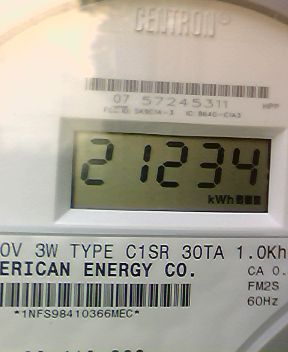 CENTRON®
07 57245311 HPP
21234
kWh
0V 3W TYPE C1SR 30TA 1.0Kh
ERICAN ENERGY CO. CA 0.
FM2S
60Hz
*1NFS98410366MEC*